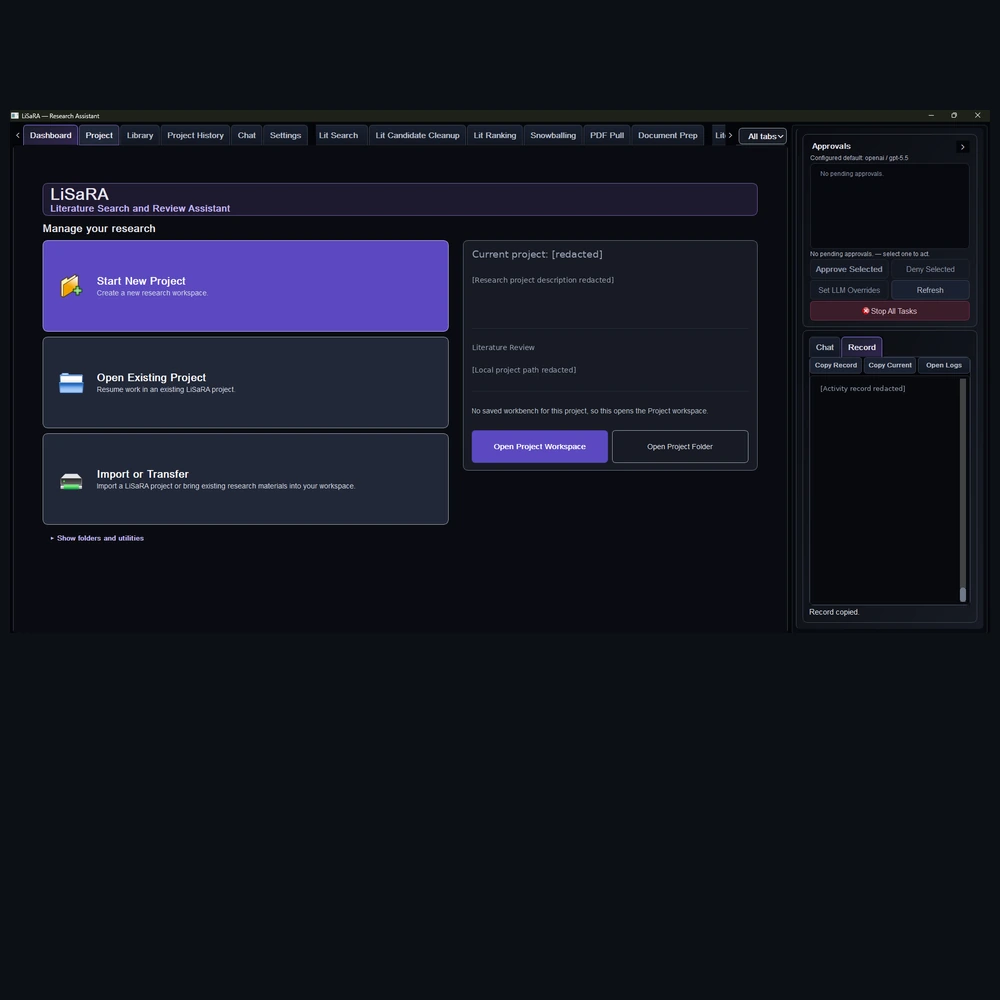 LiSaRA — Research Assistant
Dashboard Project Library Project History Chat Settings Lit Search Lit Candidate Cleanup Lit Ranking Snowballing PDF Pull Document Prep All tabs
LiSaRA
Literature Search and Review Assistant
Manage your research
Start New Project
Create a new research workspace.
Open Existing Project
Resume work in an existing LiSaRA project.
Import or Transfer
Import a LiSaRA project or bring existing research materials into your workspace.
Show folders and utilities
Current project: [redacted]
[Research project description redacted]
Literature Review
[Local project path redacted]
No saved workbench for this project, so this opens the Project workspace.
Open Project Workspace Open Project Folder
Approvals
Configured default: openai / gpt-5.5
No pending approvals.
No pending approvals. — select one to act.
Approve Selected Deny Selected
Set LLM Overrides Refresh
Stop All Tasks
Chat Record
Copy Record Copy Current Open Logs
[Activity record redacted]
Record copied.